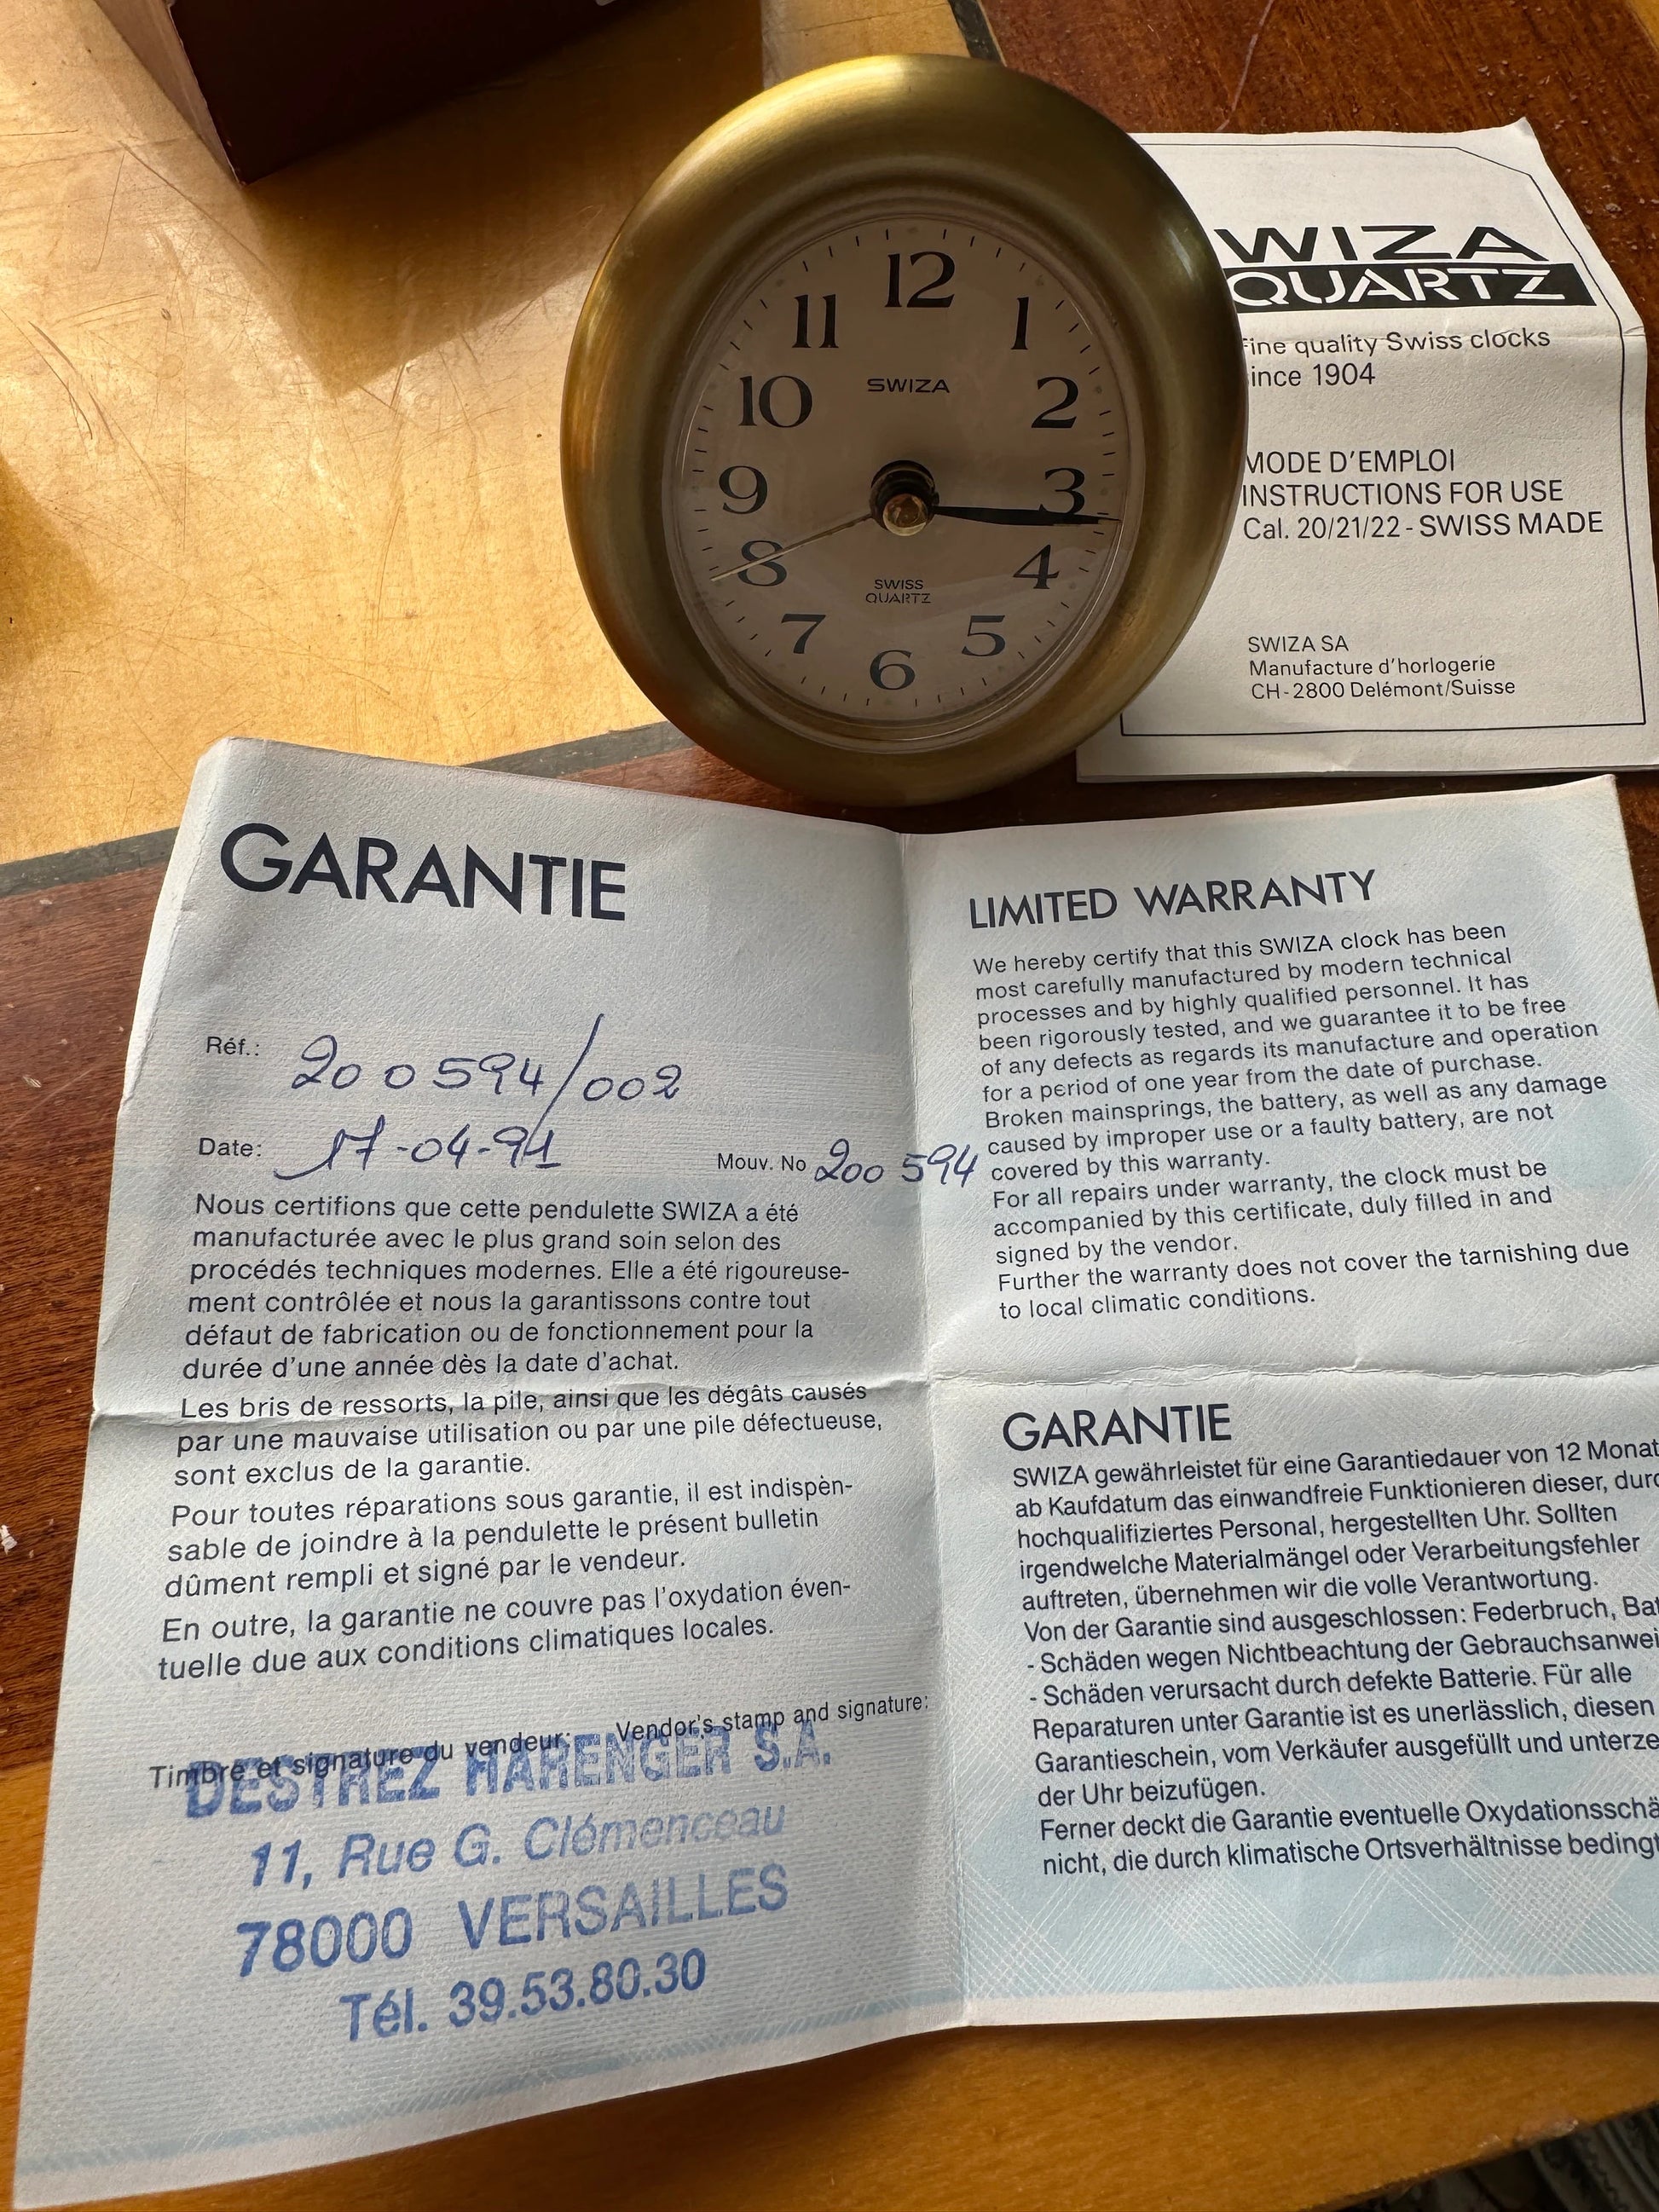 12
11
1
10
SWIZA
2
9
3
8
4
SWISS
QUARTZ
7
5
6
WIZA
QUARTZ
fine quality Swiss clocks
ince 1904
MODE D'EMPLOI
INSTRUCTIONS FOR USE
Cal. 20/21/22 - SWISS MADE
SWIZA SA
Manufacture d'horlogerie
CH-2800 Delémont/Suisse
GARANTIE
Réf.: 200594/002
Date: 17-04-91
Mouv. No 200 594
Nous certifions que cette pendulette SWIZA a été
manufacturée avec le plus grand soin selon des
procédés techniques modernes. Elle a été rigoureuse-
ment contrôlée et nous la garantissons contre tout
défaut de fabrication ou de fonctionnement pour la
durée d'une année dès la date d'achat.
Les bris de ressorts, la pile, ainsi que les dégâts causés
par une mauvaise utilisation ou par une pile défectueuse,
sont exclus de la garantie.
Pour toutes réparations sous garantie, il est indispèn-
sable de joindre à la pendulette le présent bulletin
dûment rempli et signé par le vendeur.
En outre, la garantie ne couvre pas l'oxydation éven-
tuelle due aux conditions climatiques locales.
Timbre et signature du vendeur: Vendor's stamp and signature:
DESTREZ HARENGER S.A.
11, Rue G. Clémenceau
78000 VERSAILLES
Tél. 39.53.80.30
LIMITED WARRANTY
We hereby certify that this SWIZA clock has been
most carefully manufactured by modern technical
processes and by highly qualified personnel. It has
been rigorously tested, and we guarantee it to be free
of any defects as regards its manufacture and operation
for a period of one year from the date of purchase.
Broken mainsprings, the battery, as well as any damage
caused by improper use or a faulty battery, are not
covered by this warranty.
For all repairs under warranty, the clock must be
accompanied by this certificate, duly filled in and
signed by the vendor.
Further the warranty does not cover the tarnishing due
to local climatic conditions.
GARANTIE
SWIZA gewährleistet für eine Garantiedauer von 12 Monat
ab Kaufdatum das einwandfreie Funktionieren dieser, durc
hochqualifiziertes Personal, hergestellten Uhr. Sollten
irgendwelche Materialmängel oder Verarbeitungsfehler
auftreten, übernehmen wir die volle Verantwortung.
Von der Garantie sind ausgeschlossen: Federbruch, Bat
- Schäden wegen Nichtbeachtung der Gebrauchsanwei
- Schäden verursacht durch defekte Batterie. Für alle
Reparaturen unter Garantie ist es unerlässlich, diesen
Garantieschein, vom Verkäufer ausgefüllt und unterze
der Uhr beizufügen.
Ferner deckt die Garantie eventuelle Oxydationsschä
nicht, die durch klimatische Ortsverhältnisse bedingt